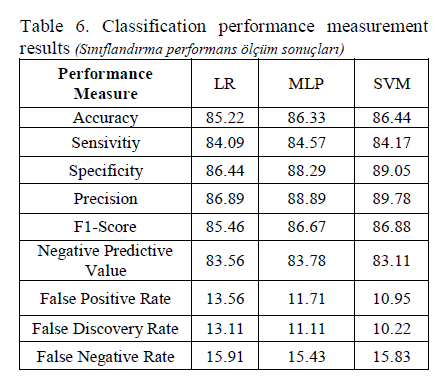 Table 6. Classification performance measurement
results (Sınıflandırma performans ölçüm sonuçları)
Performance
Measure LR MLP SVM
Accuracy 85.22 86.33 86.44
Sensitivitiy 84.09 84.57 84.17
Specificity 86.44 88.29 89.05
Precision 86.89 88.89 89.78
F1-Score 85.46 86.67 86.88
Negative Predictive
Value 83.56 83.78 83.11
False Positive Rate 13.56 11.71 10.95
False Discovery Rate 13.11 11.11 10.22
False Negative Rate 15.91 15.43 15.83